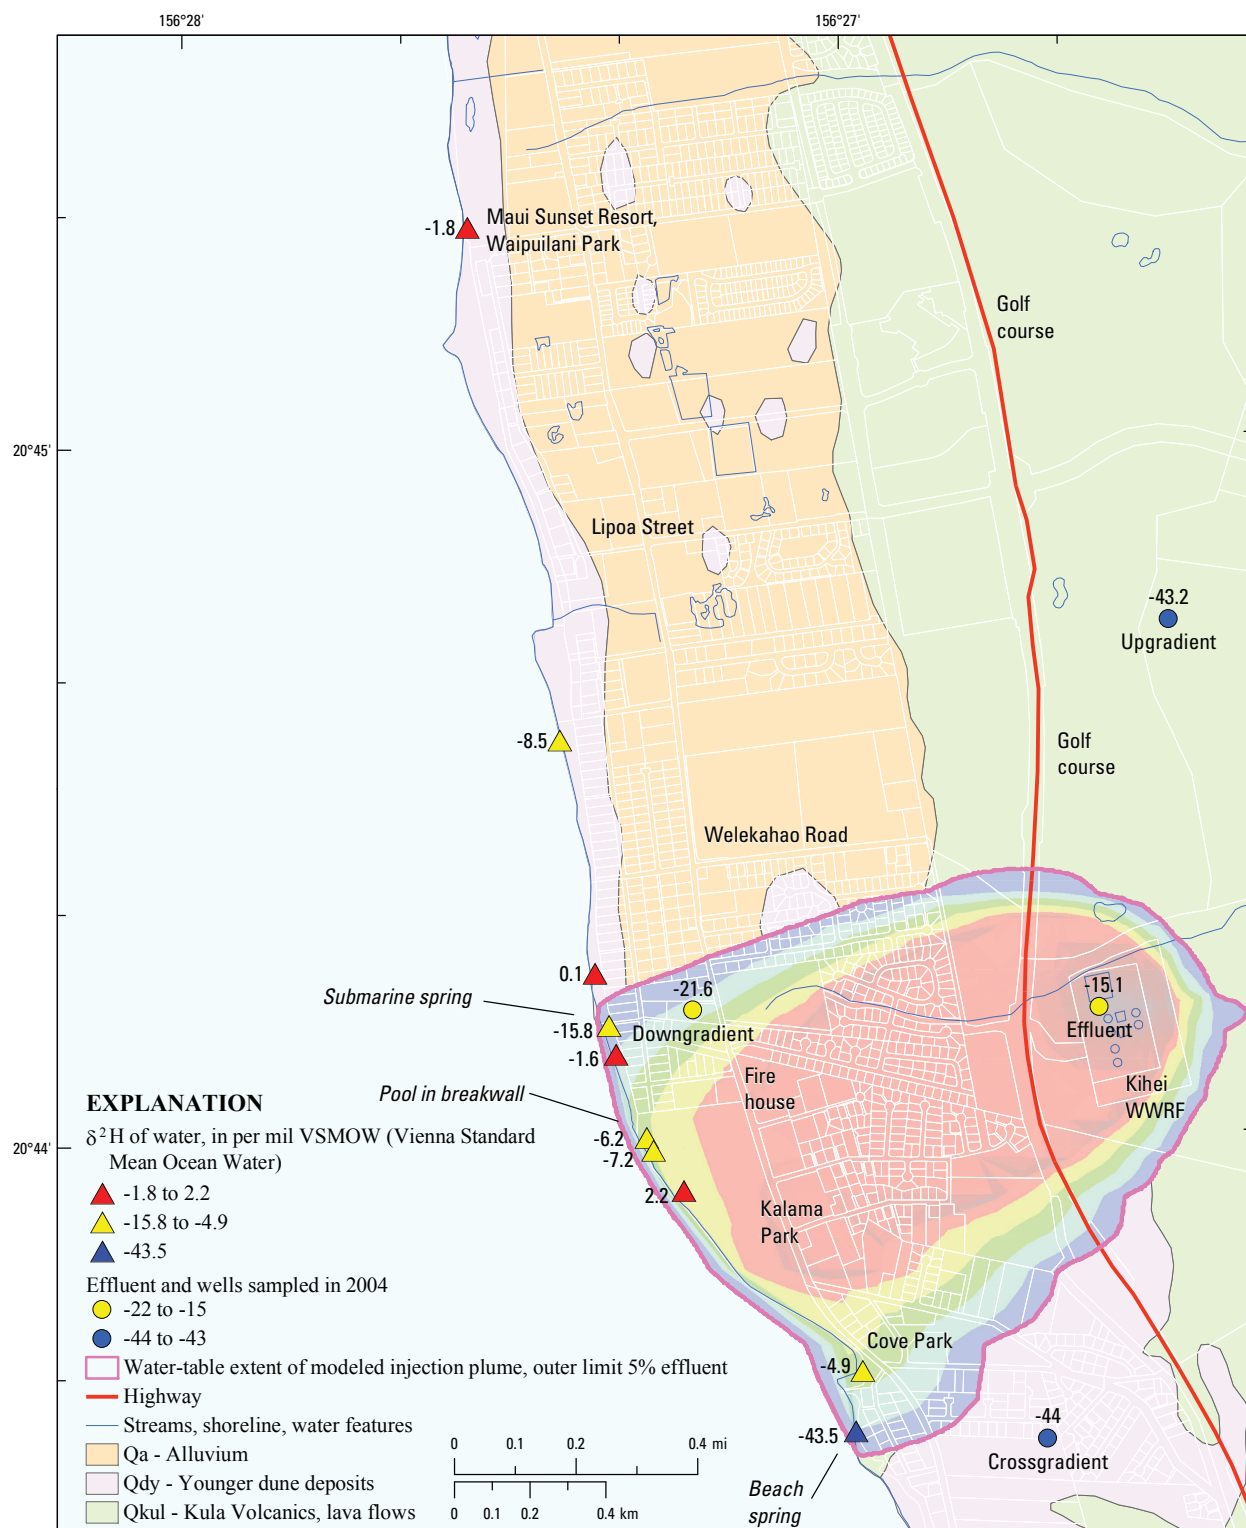 156°28'
156°27'
-1.8
Maui Sunset Resort,
Waipuilani Park
Golf
course
20°45'
Lipoa Street
-43.2
Upgradient
-8.5
Golf
course
Welekahao Road
0.1
Submarine spring
-21.6
-15.1
-15.8
Downgradient
Effluent
-1.6
Fire
house
Kihei
WWRF
Pool in breakwall
20°44'
-6.2
-7.2
2.2
Kalama
Park
Cove Park
-4.9
-43.5
-44
Crossgradient
Beach
spring
EXPLANATION
δ²H of water, in per mil VSMOW (Vienna Standard
Mean Ocean Water)
-1.8 to 2.2
-15.8 to -4.9
-43.5
Effluent and wells sampled in 2004
-22 to -15
-44 to -43
Water-table extent of modeled injection plume, outer limit 5% effluent
Highway
Streams, shoreline, water features
Qa - Alluvium
Qdy - Younger dune deposits
Qkul - Kula Volcanics, lava flows
0 0.1 0.2 0.4 mi
0 0.1 0.2 0.4 km